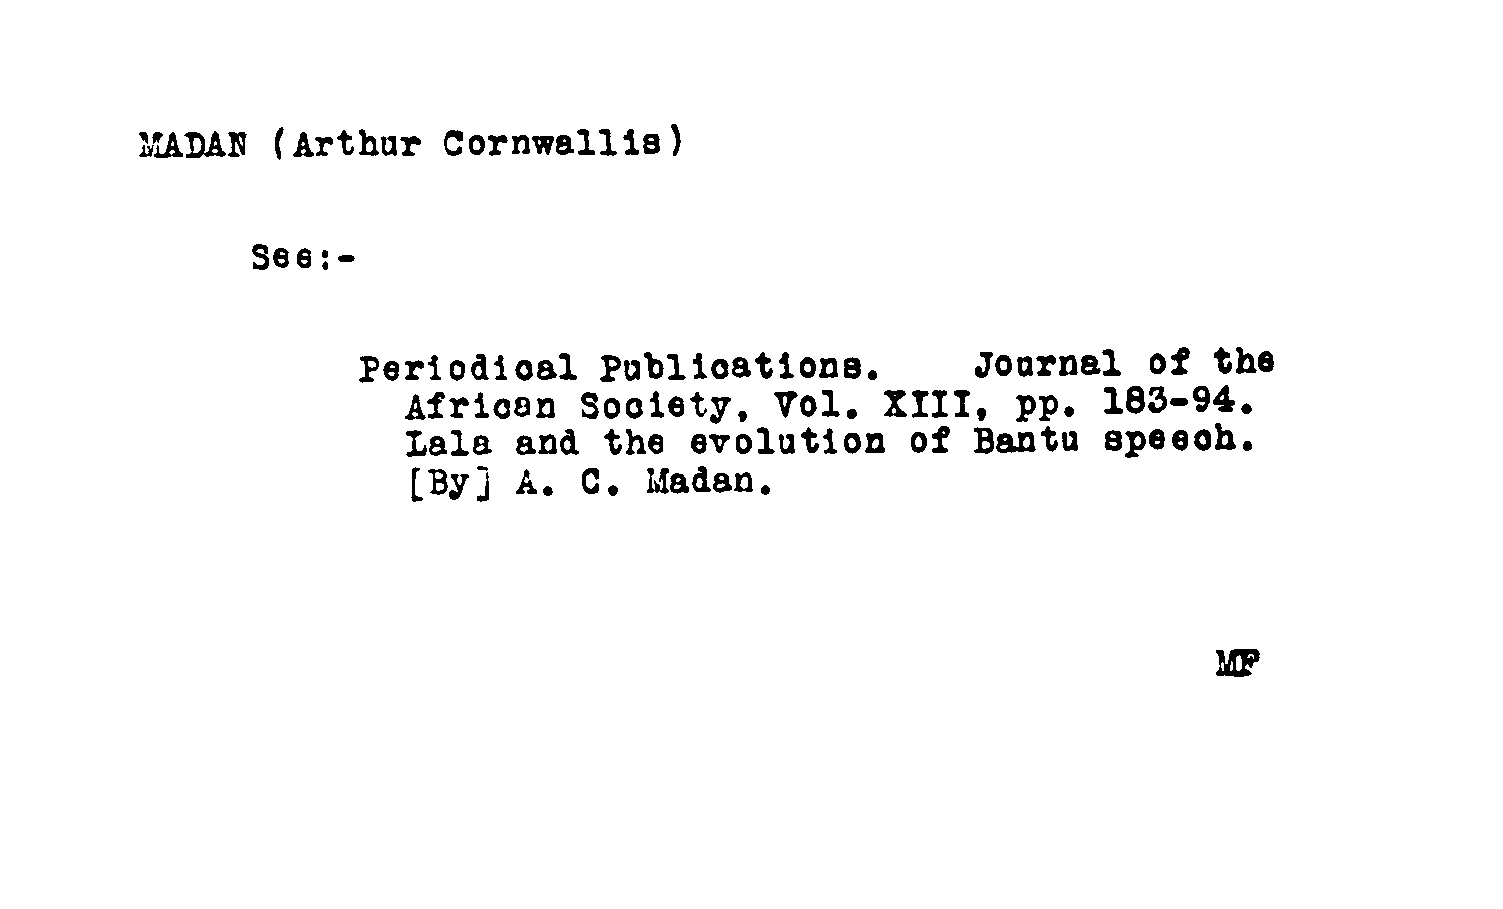 MADAN (Arthur Cornwallis)
See:-
Periodical Publications. Journal of the
African Society, Vol. XIII, pp. 183-94.
Lala and the evolution of Bantu speech.
[By] A. C. Madan.
MF